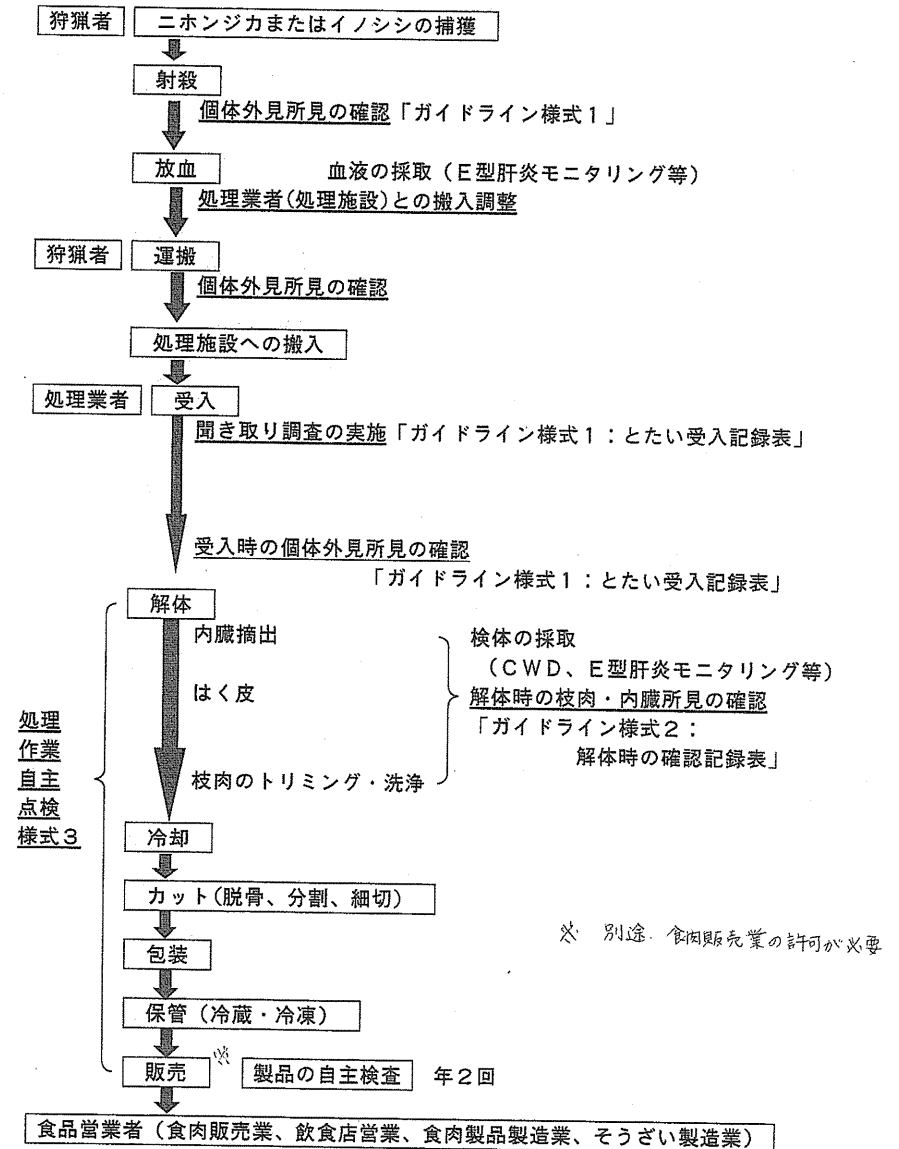 狩猟者 ニホンジカまたはイノシシの捕獲
射殺
個体外見所見の確認「ガイドライン様式1」
放血 血液の採取(E型肝炎モニタリング等)
処理業者(処理施設)との搬入調整
狩猟者 運搬
個体外見所見の確認
処理施設への搬入
処理業者 受入
聞き取り調査の実施「ガイドライン様式1:とたい受入記録表」
受入時の個体外見所見の確認
「ガイドライン様式1:とたい受入記録表」
解体
内臓摘出
はく皮
枝肉のトリミング・洗浄
検体の採取
(CWD、E型肝炎モニタリング等)
解体時の枝肉・内臓所見の確認
「ガイドライン様式2:
解体時の確認記録表」
処理
作業
自主
点検
様式3
冷却
カット(脱骨、分割、細切)
※ 別途 食肉販売業の許可が必要
包装
保管(冷蔵・冷凍)
販売 ※ 製品の自主検査 年2回
食品営業者(食肉販売業、飲食店営業、食肉製品製造業、そうざい製造業)